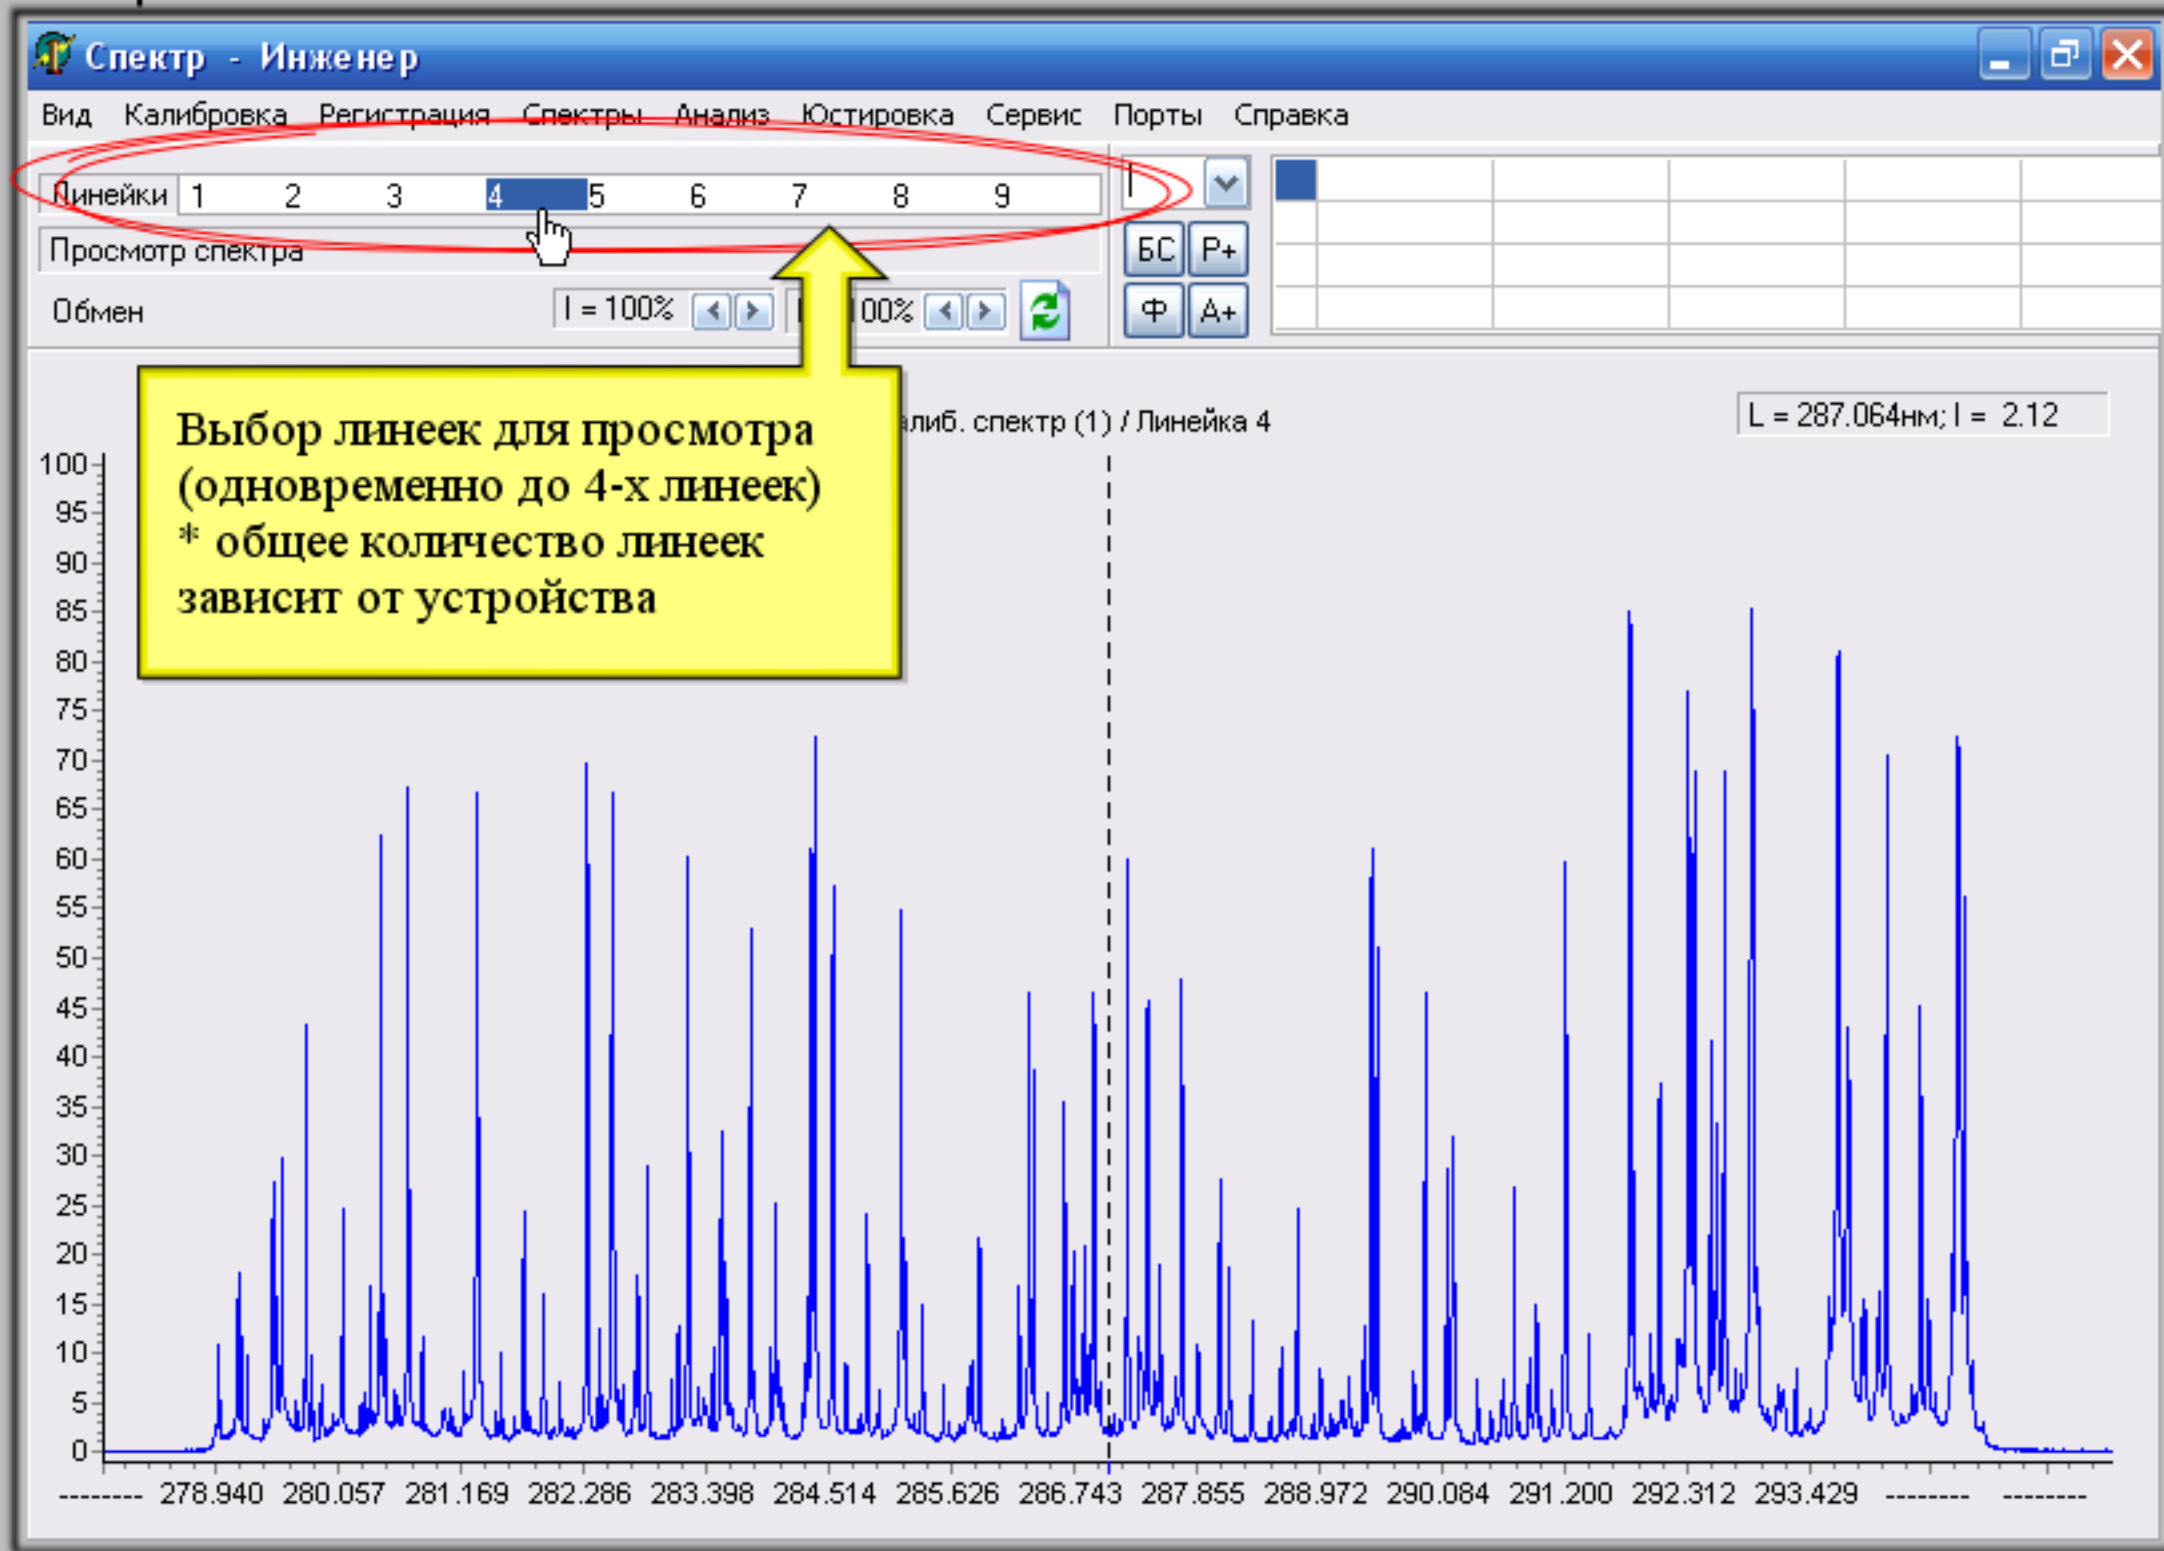 Спектр - Инженер
Вид Калибровка Регистрация Спектры Анализ Юстировка Сервис Порты Справка
Линейки 1 2 3 4 5 6 7 8 9
Просмотр спектра
БС Р+
Обмен I = 100% 00% Ф А+
Выбор линеек для просмотра
(одновременно до 4-х линеек)
* общее количество линеек
зависит от устройства
алиб. спектр (1) / Линейка 4
L = 287.064нм; I = 2.12
100
95
90
85
80
75
70
65
60
55
50
45
40
35
30
25
20
15
10
5
0
-------- 278.940 280.057 281.169 282.286 283.398 284.514 285.626 286.743 287.855 288.972 290.084 291.200 292.312 293.429 -------- --------